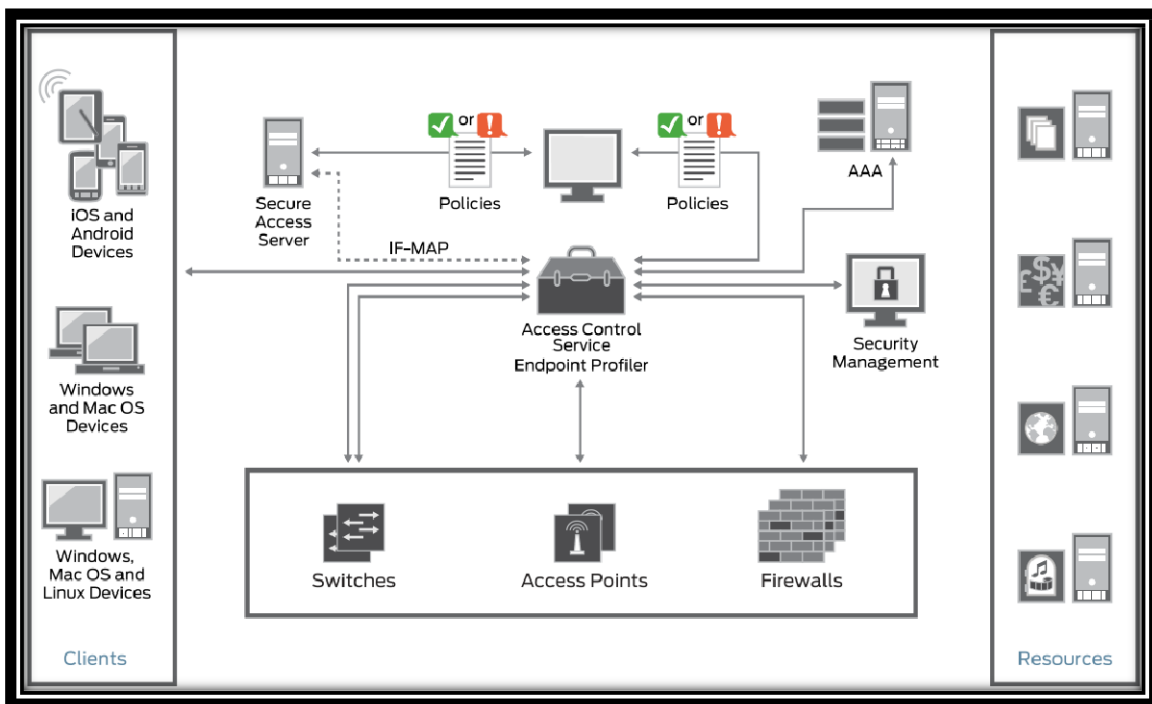 iOS and
Android
Devices
Windows
and Mac OS
Devices
Windows,
Mac OS and
Linux Devices
Clients
Secure
Access
Server
or
Policies
or
Policies
AAA
IF-MAP
Access Control
Service
Endpoint Profiler
Security
Management
Switches
Access Points
Firewalls
£$¥€
Resources